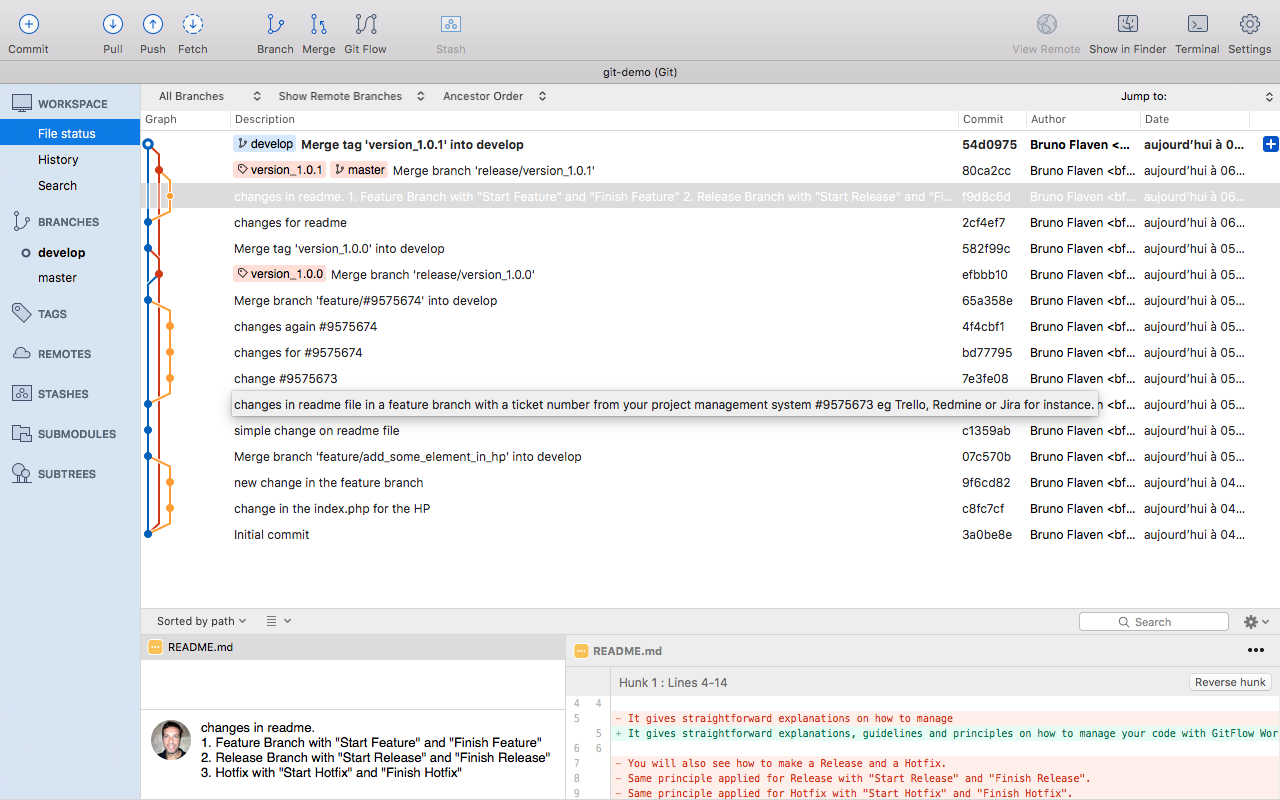 Commit Pull Push Fetch Branch Merge Git Flow Stash View Remote Show in Finder Terminal Settings
git-demo (Git)
WORKSPACE
File status
History
Search
BRANCHES
develop
master
TAGS
REMOTES
STASHES
SUBMODULES
SUBTREES
All Branches Show Remote Branches Ancestor Order Jump to:
Graph Description Commit Author Date
develop Merge tag 'version_1.0.1' into develop 54d0975 Bruno Flaven <... aujourd'hui à 0...
version_1.0.1 master Merge branch 'release/version_1.0.1' 80ca2cc Bruno Flaven <bf... aujourd'hui à 06...
changes in readme. 1. Feature Branch with "Start Feature" and "Finish Feature" 2. Release Branch with "Start Release" and "Fi... f9d8c6d Bruno Flaven <bf... aujourd'hui à 06...
changes for readme 2cf4ef7 Bruno Flaven <bf... aujourd'hui à 06...
Merge tag 'version_1.0.0' into develop 582f99c Bruno Flaven <bf... aujourd'hui à 06...
version_1.0.0 Merge branch 'release/version_1.0.0' efbbb10 Bruno Flaven <bf... aujourd'hui à 05...
Merge branch 'feature/#9575674' into develop 65a358e Bruno Flaven <bf... aujourd'hui à 05...
changes again #9575674 4f4cbf1 Bruno Flaven <bf... aujourd'hui à 05...
changes for #9575674 bd77795 Bruno Flaven <bf... aujourd'hui à 05...
change #9575673 7e3fe08 Bruno Flaven <bf... aujourd'hui à 05...
changes in readme file in a feature branch with a ticket number from your project management system #9575673 eg Trello, Redmine or Jira for instance. <bf... aujourd'hui à 05...
simple change on readme file c1359ab Bruno Flaven <bf... aujourd'hui à 05...
Merge branch 'feature/add_some_element_in_hp' into develop 07c570b Bruno Flaven <bf... aujourd'hui à 05...
new change in the feature branch 9f6cd82 Bruno Flaven <bf... aujourd'hui à 04...
change in the index.php for the HP c8fc7cf Bruno Flaven <bf... aujourd'hui à 04...
Initial commit 3a0be8e Bruno Flaven <bf... aujourd'hui à 04...
Sorted by path Search
README.md
changes in readme.
1. Feature Branch with "Start Feature" and "Finish Feature"
2. Release Branch with "Start Release" and "Finish Release"
3. Hotfix with "Start Hotfix" and "Finish Hotfix"
README.md
Hunk 1 : Lines 4-14 Reverse hunk
4 4
5 - It gives straightforward explanations on how to manage
5 + It gives straightforward explanations, guidelines and principles on how to manage your code with GitFlow Wor
6 6
7 - You will also see how to make a Release and a Hotfix.
8 - Same principle applied for Release with "Start Release" and "Finish Release".
9 - Same principle applied for Hotfix with "Start Hotfix" and "Finish Hotfix".